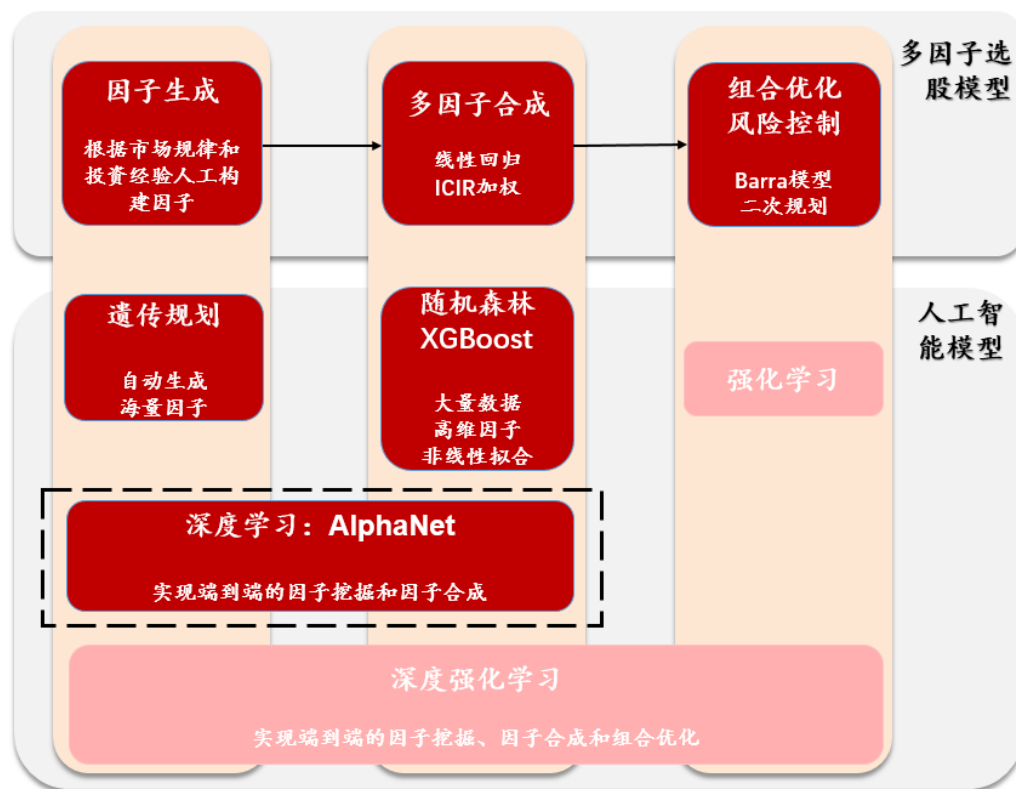 多因子选
股模型
因子生成
根据市场规律和
投资经验人工构
建因子
多因子合成
线性回归
ICIR加权
组合优化
风险控制
Barra模型
二次规划
人工智
能模型
遗传规划
自动生成
海量因子
随机森林
XGBoost
大量数据
高维因子
非线性拟合
强化学习
深度学习：AlphaNet
实现端到端的因子挖掘和因子合成
深度强化学习
实现端到端的因子挖掘、因子合成和组合优化